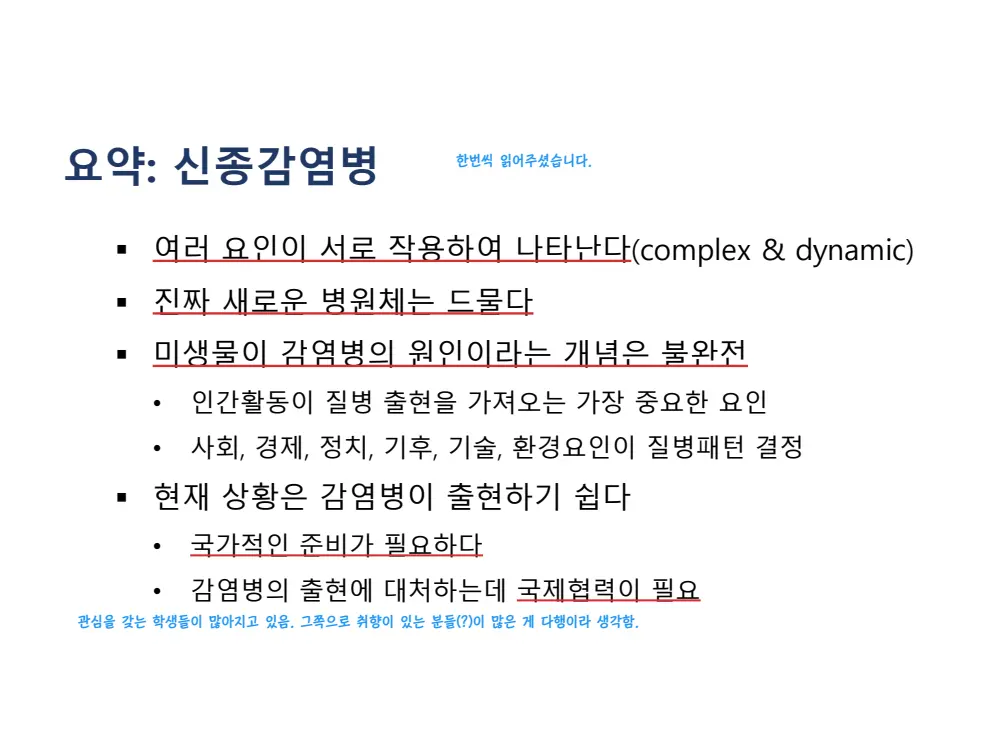 요약: 신종감염병
한번씩 읽어주셨습니다.
▪ 여러 요인이 서로 작용하여 나타난다(complex & dynamic)
▪ 진짜 새로운 병원체는 드물다
▪ 미생물이 감염병의 원인이라는 개념은 불완전
• 인간활동이 질병 출현을 가져오는 가장 중요한 요인
• 사회, 경제, 정치, 기후, 기술, 환경요인이 질병패턴 결정
▪ 현재 상황은 감염병이 출현하기 쉽다
• 국가적인 준비가 필요하다
• 감염병의 출현에 대처하는데 국제협력이 필요
관심을 갖는 학생들이 많아지고 있음. 그쪽으로 취향이 있는 분들(?)이 많은 게 다행이라 생각함.